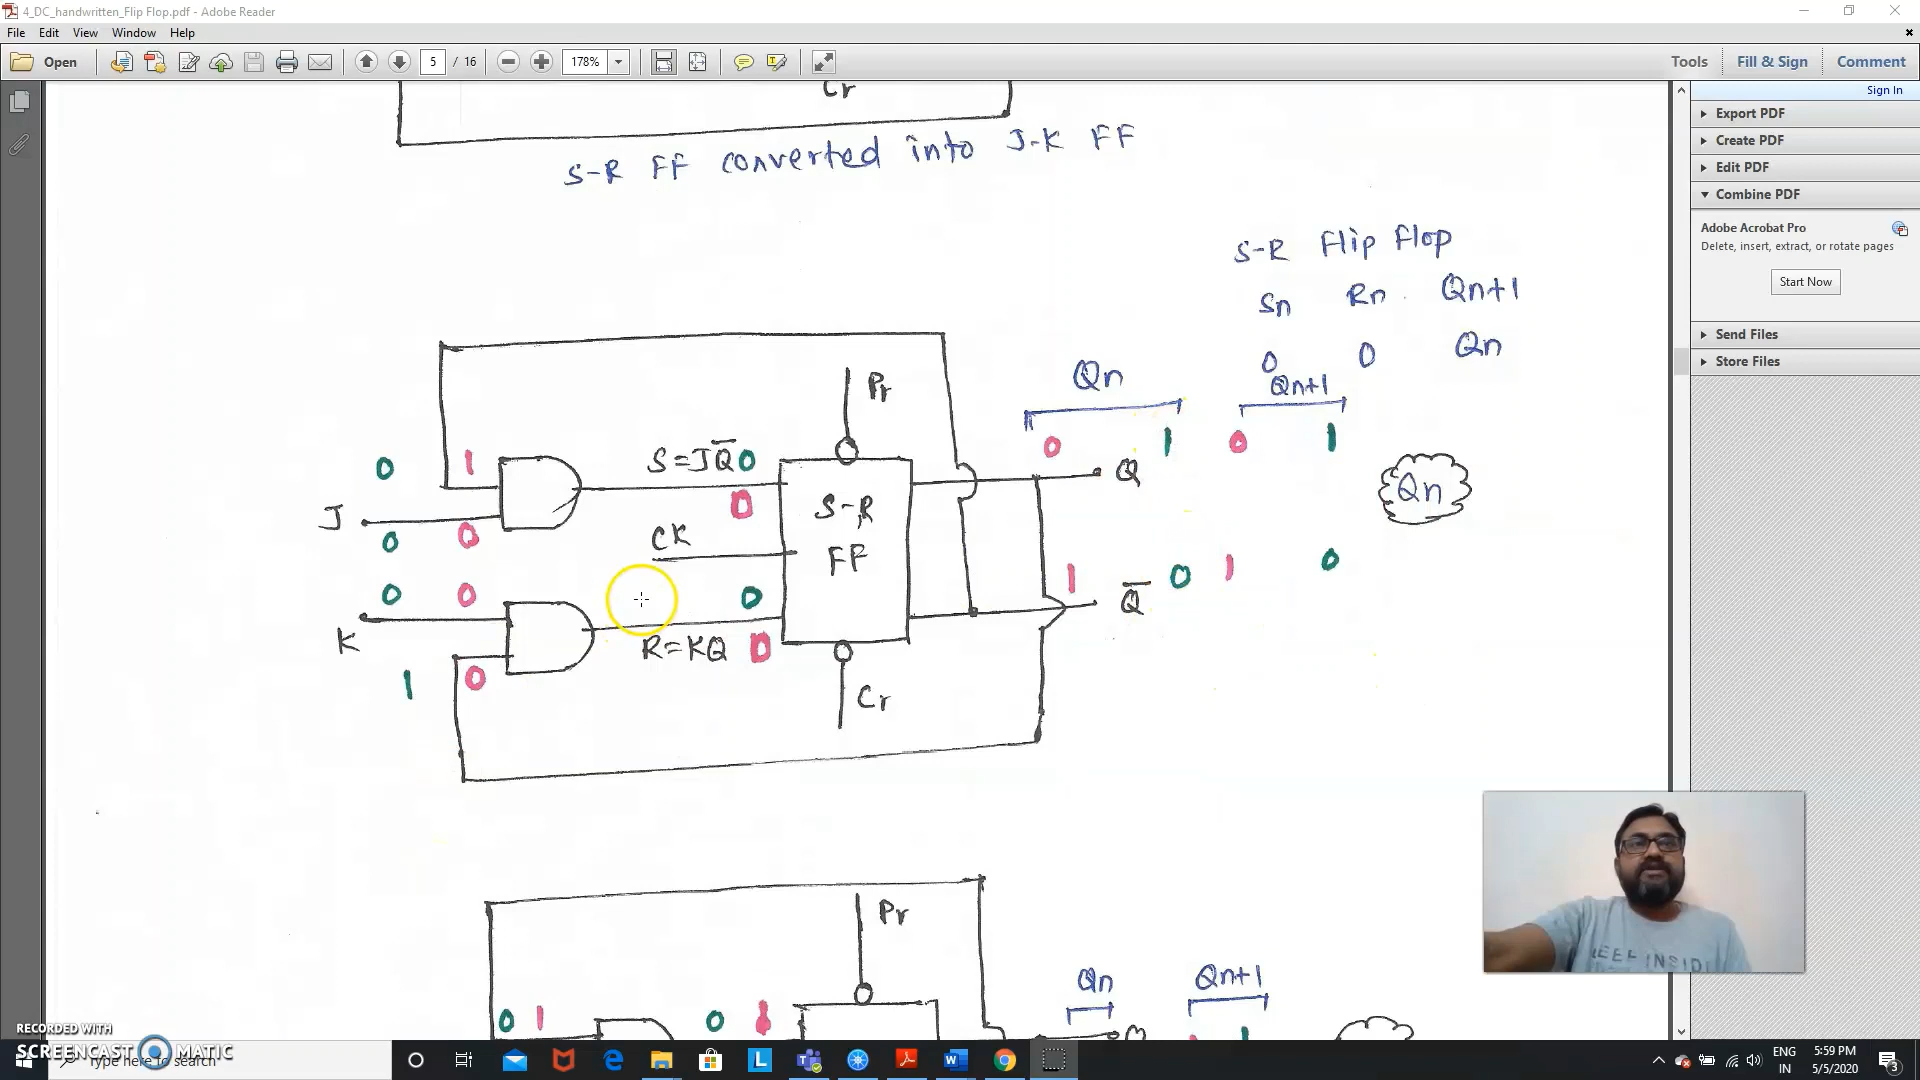 4_DC_handwritten_Flip Flop.pdf - Adobe Reader
File Edit View Window Help
Open 5 / 16 178% Tools Fill & Sign Comment
Sign In
Export PDF
Create PDF
Edit PDF
Combine PDF
Adobe Acrobat Pro
Delete, insert, extract, or rotate pages
Start Now
Send Files
Store Files
Cr
S-R FF converted into J-K FF
S-R Flip Flop
Sn Rn Qn+1
0 0 Qn
Qn Qn+1
0 1 0 1
Pr
0 1 S=JQ̅ 0
Q
J 0 0 0
S-R
FF
CK
Qn
0 0 0
1 Q̅ 0 1 0
K R=KQ 0
1 0
Cr
Pr
Qn Qn+1
0 1 0 1
RECORDED WITH
SCREENCAST MATIC
Type here to search
ENG
IN
5:59 PM
5/5/2020
3